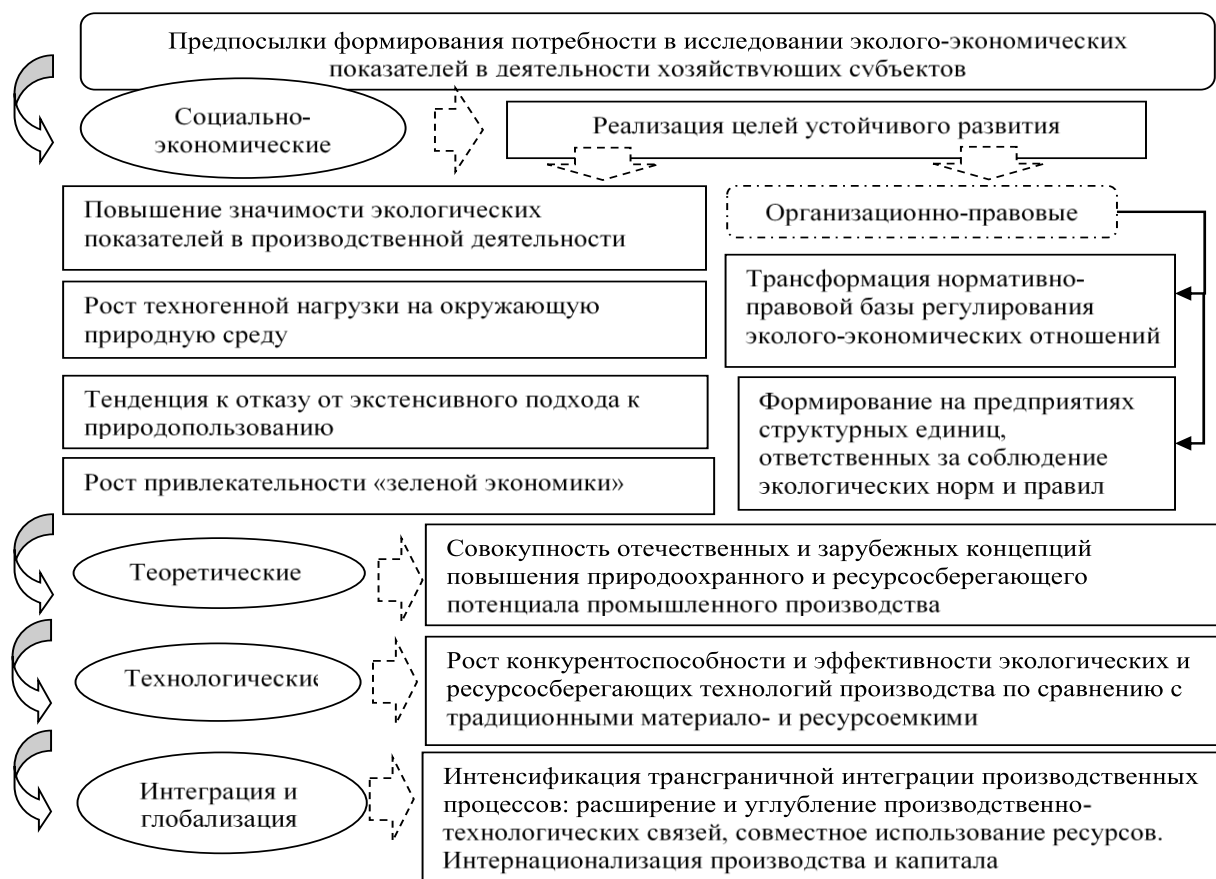 Предпосылки формирования потребности в исследовании эколого-экономических
показателей в деятельности хозяйствующих субъектов
Социально-
экономические
Реализация целей устойчивого развития
Повышение значимости экологических
показателей в производственной деятельности
Рост техногенной нагрузки на окружающую
природную среду
Тенденция к отказу от экстенсивного подхода к
природопользованию
Рост привлекательности «зеленой экономики»
Организационно-правовые
Трансформация нормативно-
правовой базы регулирования
эколого-экономических отношений
Формирование на предприятиях
структурных единиц,
ответственных за соблюдение
экологических норм и правил
Теоретические
Совокупность отечественных и зарубежных концепций
повышения природоохранного и ресурсосберегающего
потенциала промышленного производства
Технологические
Рост конкурентоспособности и эффективности экологических и
ресурсосберегающих технологий производства по сравнению с
традиционными материало- и ресурсоемкими
Интеграция и
глобализация
Интенсификация трансграничной интеграции производственных
процессов: расширение и углубление производственно-
технологических связей, совместное использование ресурсов.
Интернационализация производства и капитала